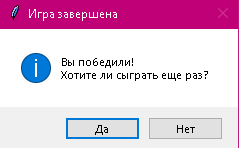 Игра завершена
Вы победили!
Хотите ли сыграть еще раз?
Да
Нет